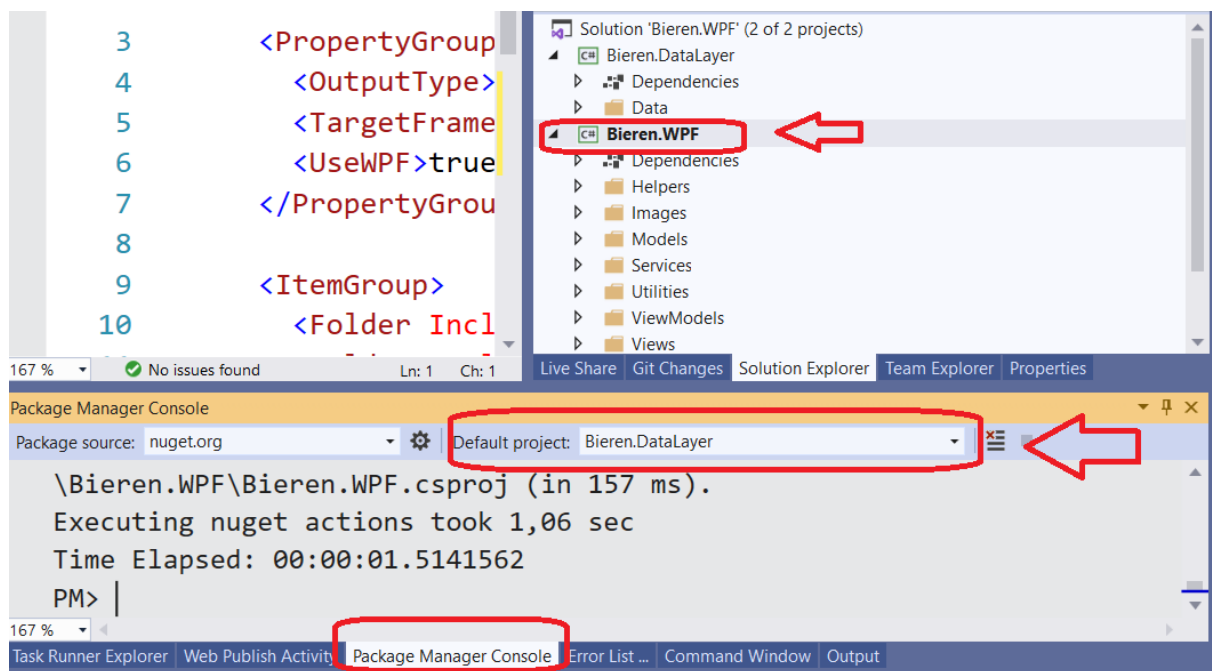 3 <PropertyGroup
4 <OutputType>
5 <TargetFrame
6 <UseWPF>true
7 </PropertyGrou
8
9 <ItemGroup>
10 <Folder Incl
167 % No issues found Ln: 1 Ch: 1
Solution 'Bieren.WPF' (2 of 2 projects)
C# Bieren.DataLayer
Dependencies
Data
C# Bieren.WPF
Dependencies
Helpers
Images
Models
Services
Utilities
ViewModels
Views
Live Share Git Changes Solution Explorer Team Explorer Properties
Package Manager Console
Package source: nuget.org Default project: Bieren.DataLayer
\Bieren.WPF\Bieren.WPF.csproj (in 157 ms).
Executing nuget actions took 1,06 sec
Time Elapsed: 00:00:01.5141562
PM>
167 %
Task Runner Explorer Web Publish Activity Package Manager Console Error List ... Command Window Output